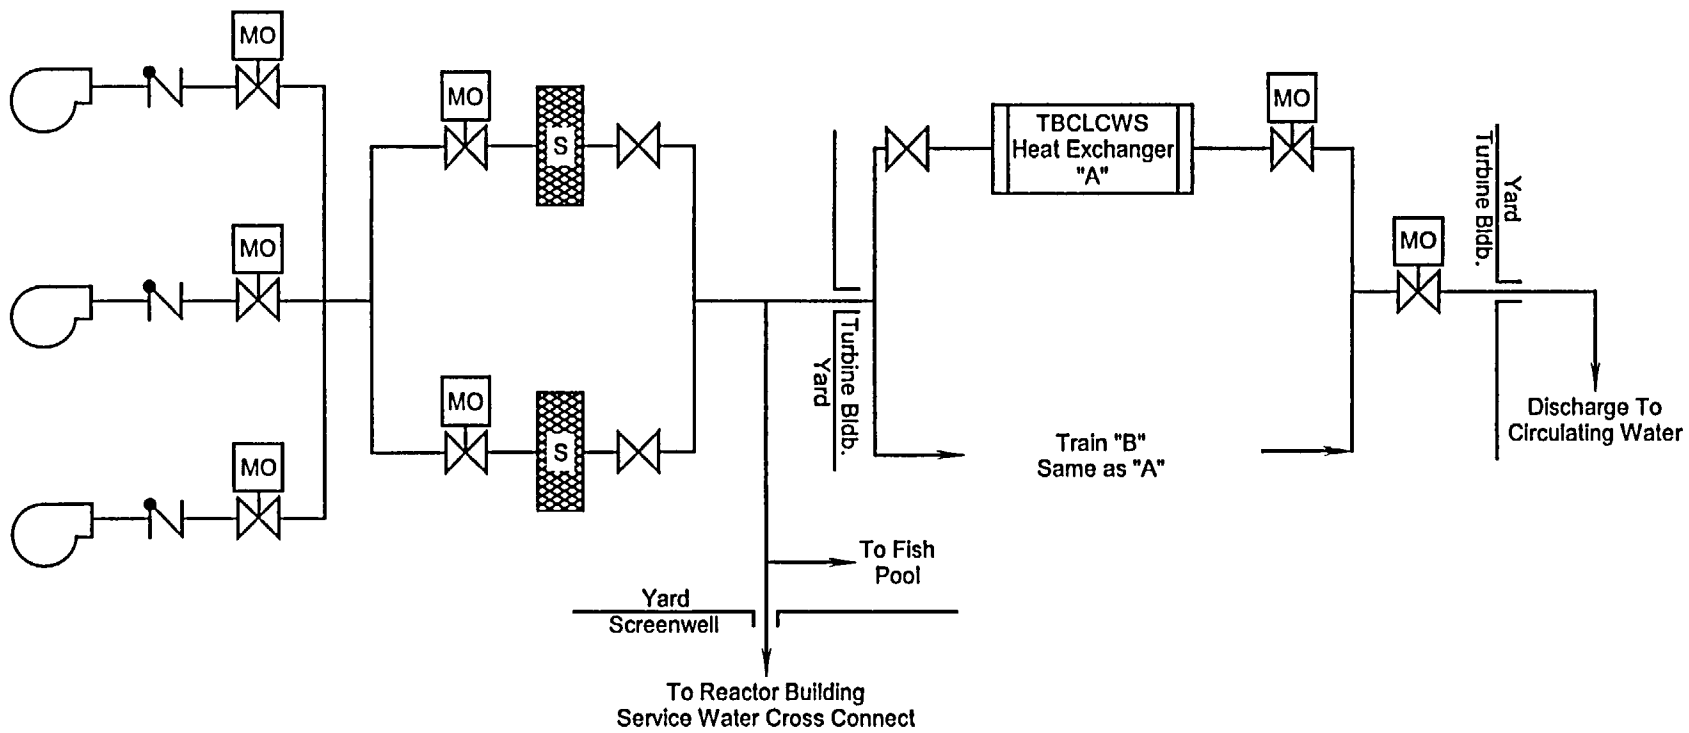 MO
MO
MO
MO
S
MO
S
Yard
Screenwell
To Fish
Pool
To Reactor Building
Service Water Cross Connect
Turbine Bldb.
Yard
TBCLCWS
Heat Exchanger
"A"
MO
Train "B"
Same as "A"
MO
Yard
Turbine Bldb.
Discharge To
Circulating Water